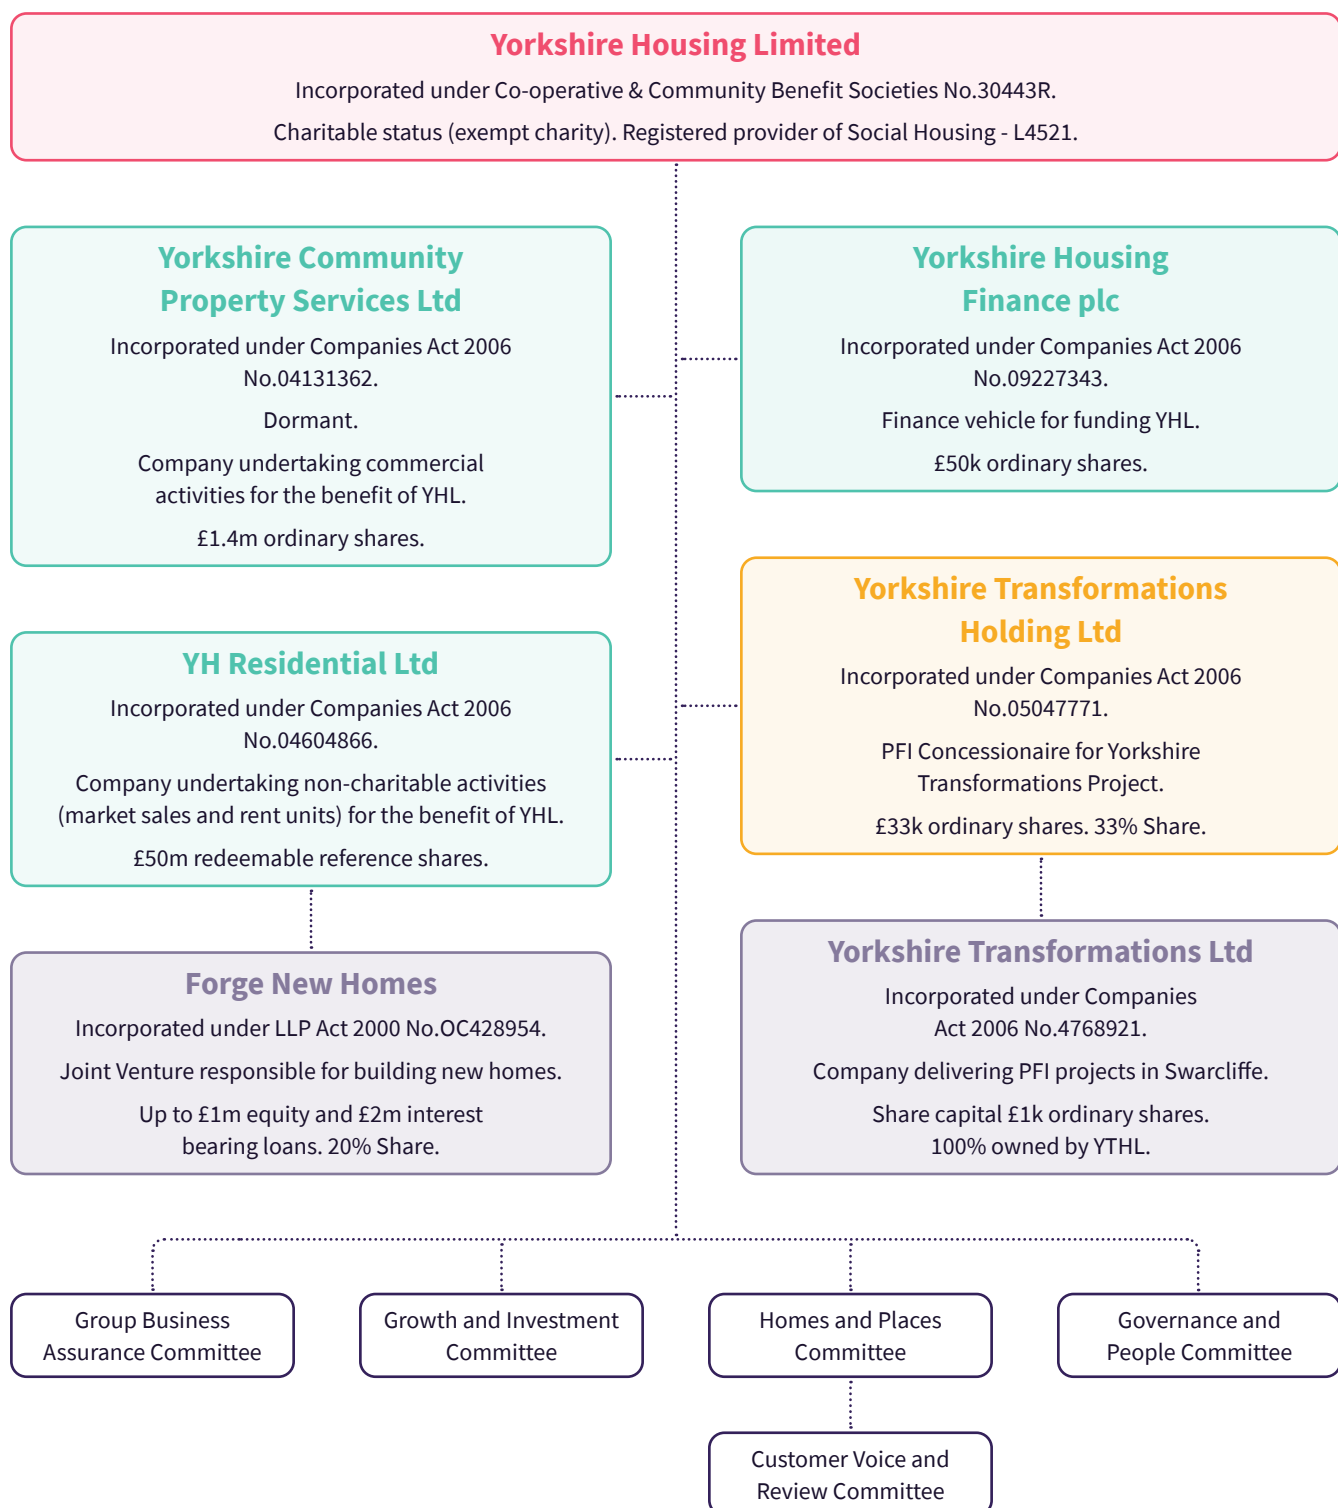 Yorkshire Housing Limited
Incorporated under Co-operative & Community Benefit Societies No.30443R.
Charitable status (exempt charity). Registered provider of Social Housing - L4521.
Yorkshire Community
Property Services Ltd
Incorporated under Companies Act 2006
No.04131362.
Dormant.
Company undertaking commercial
activities for the benefit of YHL.
£1.4m ordinary shares.
Yorkshire Housing
Finance plc
Incorporated under Companies Act 2006
No.09227343.
Finance vehicle for funding YHL.
£50k ordinary shares.
YH Residential Ltd
Incorporated under Companies Act 2006
No.04604866.
Company undertaking non-charitable activities
(market sales and rent units) for the benefit of YHL.
£50m redeemable reference shares.
Yorkshire Transformations
Holding Ltd
Incorporated under Companies Act 2006
No.05047771.
PFI Concessionaire for Yorkshire
Transformations Project.
£33k ordinary shares. 33% Share.
Forge New Homes
Incorporated under LLP Act 2000 No.OC428954.
Joint Venture responsible for building new homes.
Up to £1m equity and £2m interest
bearing loans. 20% Share.
Yorkshire Transformations Ltd
Incorporated under Companies
Act 2006 No.4768921.
Company delivering PFI projects in Swarcliffe.
Share capital £1k ordinary shares.
100% owned by YTHL.
Group Business
Assurance Committee
Growth and Investment
Committee
Homes and Places
Committee
Governance and
People Committee
Customer Voice and
Review Committee